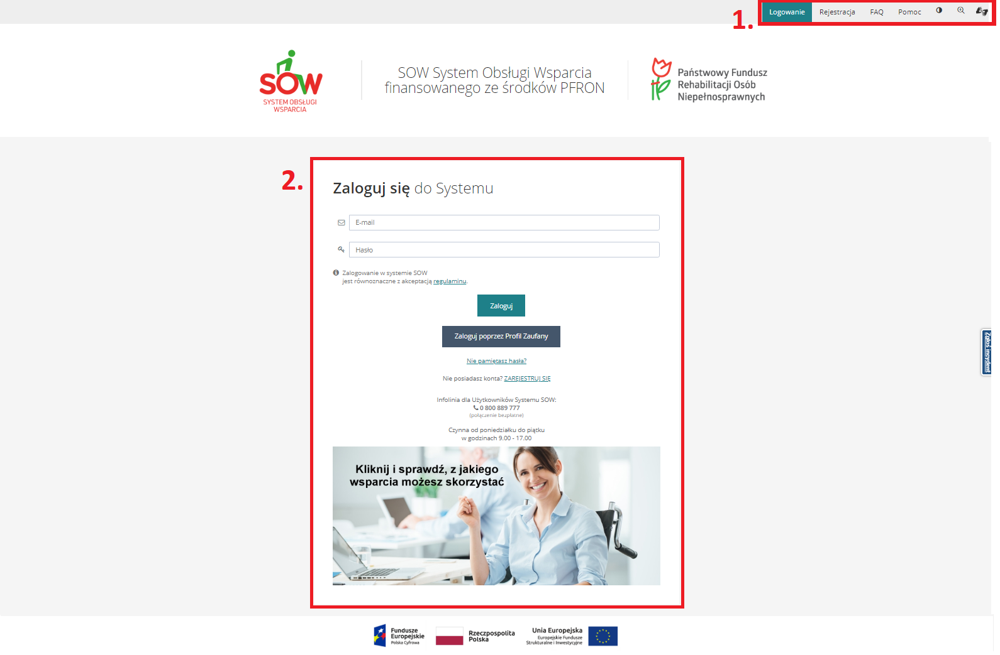 1.
Logowanie Rejestracja FAQ Pomoc
SOW
SYSTEM OBSŁUGI
WSPARCIA
SOW System Obsługi Wsparcia
finansowanego ze środków PFRON
Państwowy Fundusz
Rehabilitacji Osób
Niepełnosprawnych
2.
Zaloguj się do Systemu
E-mail
Hasło
Zalogowanie w systemie SOW
jest równoznaczne z akceptacją regulaminu.
Zaloguj
Zaloguj poprzez Profil Zaufany
Nie pamiętasz hasła?
Nie posiadasz konta? ZAREJESTRUJ SIĘ
Infolinia dla Użytkowników Systemu SOW:
0 800 889 777
(połączenie bezpłatne)
Czynna od poniedziałku do piątku
w godzinach 9.00 - 17.00
Kliknij i sprawdź, z jakiego
wsparcia możesz skorzystać
Zgłoś incydent
Fundusze
Europejskie
Polska Cyfrowa
Rzeczpospolita
Polska
Unia Europejska
Europejskie Fundusze
Strukturalne i Inwestycyjne